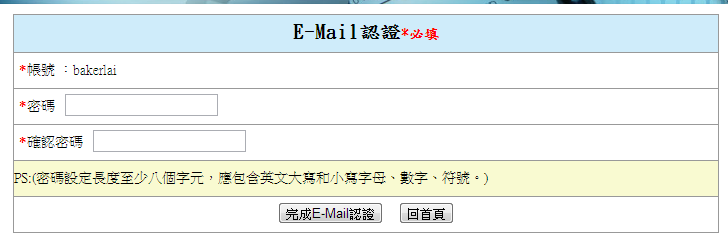 E-Mail認證*必填
*帳號 ：bakerlai
*密碼
*確認密碼
PS:(密碼設定長度至少八個字元，應包含英文大寫和小寫字母、數字、符號。)
完成E-Mail認證 回首頁